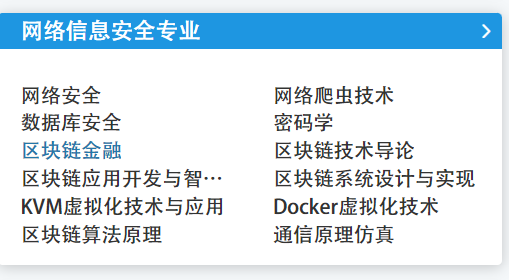 网络信息安全专业
网络安全
网络爬虫技术
数据库安全
密码学
区块链金融
区块链技术导论
区块链应用开发与智…
区块链系统设计与实现
KVM虚拟化技术与应用
Docker虚拟化技术
区块链算法原理
通信原理仿真